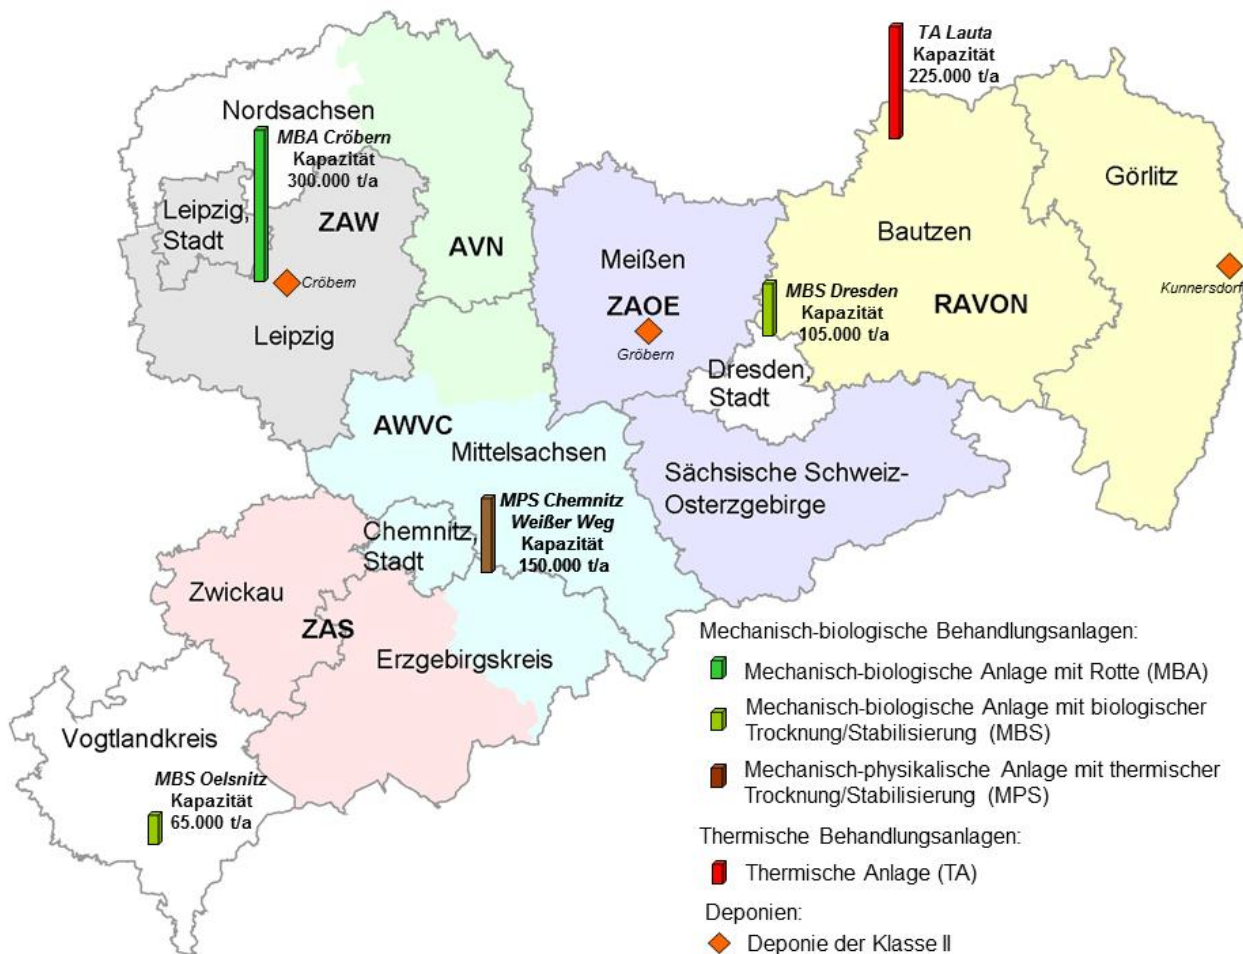 TA Lauta
Kapazität
225.000 t/a
Nordsachsen
MBA Cröbern
Kapazität
300.000 t/a
Leipzig,
Stadt
ZAW
AVN
Cröbern
Leipzig
Meißen
ZAOE
Gröbern
MBS Dresden
Kapazität
105.000 t/a
Dresden,
Stadt
Bautzen
RAVON
Görlitz
Kunnersdorf
AWVC
Mittelsachsen
Sächsische Schweiz-
Osterzgebirge
MPS Chemnitz
Weißer Weg
Kapazität
150.000 t/a
Chemnitz,
Stadt
Zwickau
ZAS
Erzgebirgskreis
Vogtlandkreis
MBS Oelsnitz
Kapazität
65.000 t/a
Mechanisch-biologische Behandlungsanlagen:
Mechanisch-biologische Anlage mit Rotte (MBA)
Mechanisch-biologische Anlage mit biologischer
Trocknung/Stabilisierung (MBS)
Mechanisch-physikalische Anlage mit thermischer
Trocknung/Stabilisierung (MPS)
Thermische Behandlungsanlagen:
Thermische Anlage (TA)
Deponien:
Deponie der Klasse II